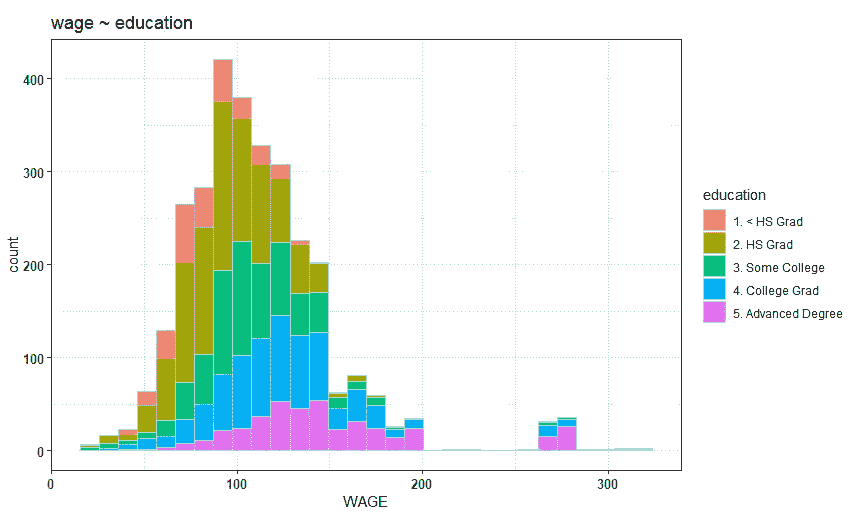 wage ~ education
400
300
200
100
0
count
0 100 200 300
WAGE
education
1. < HS Grad
2. HS Grad
3. Some College
4. College Grad
5. Advanced Degree